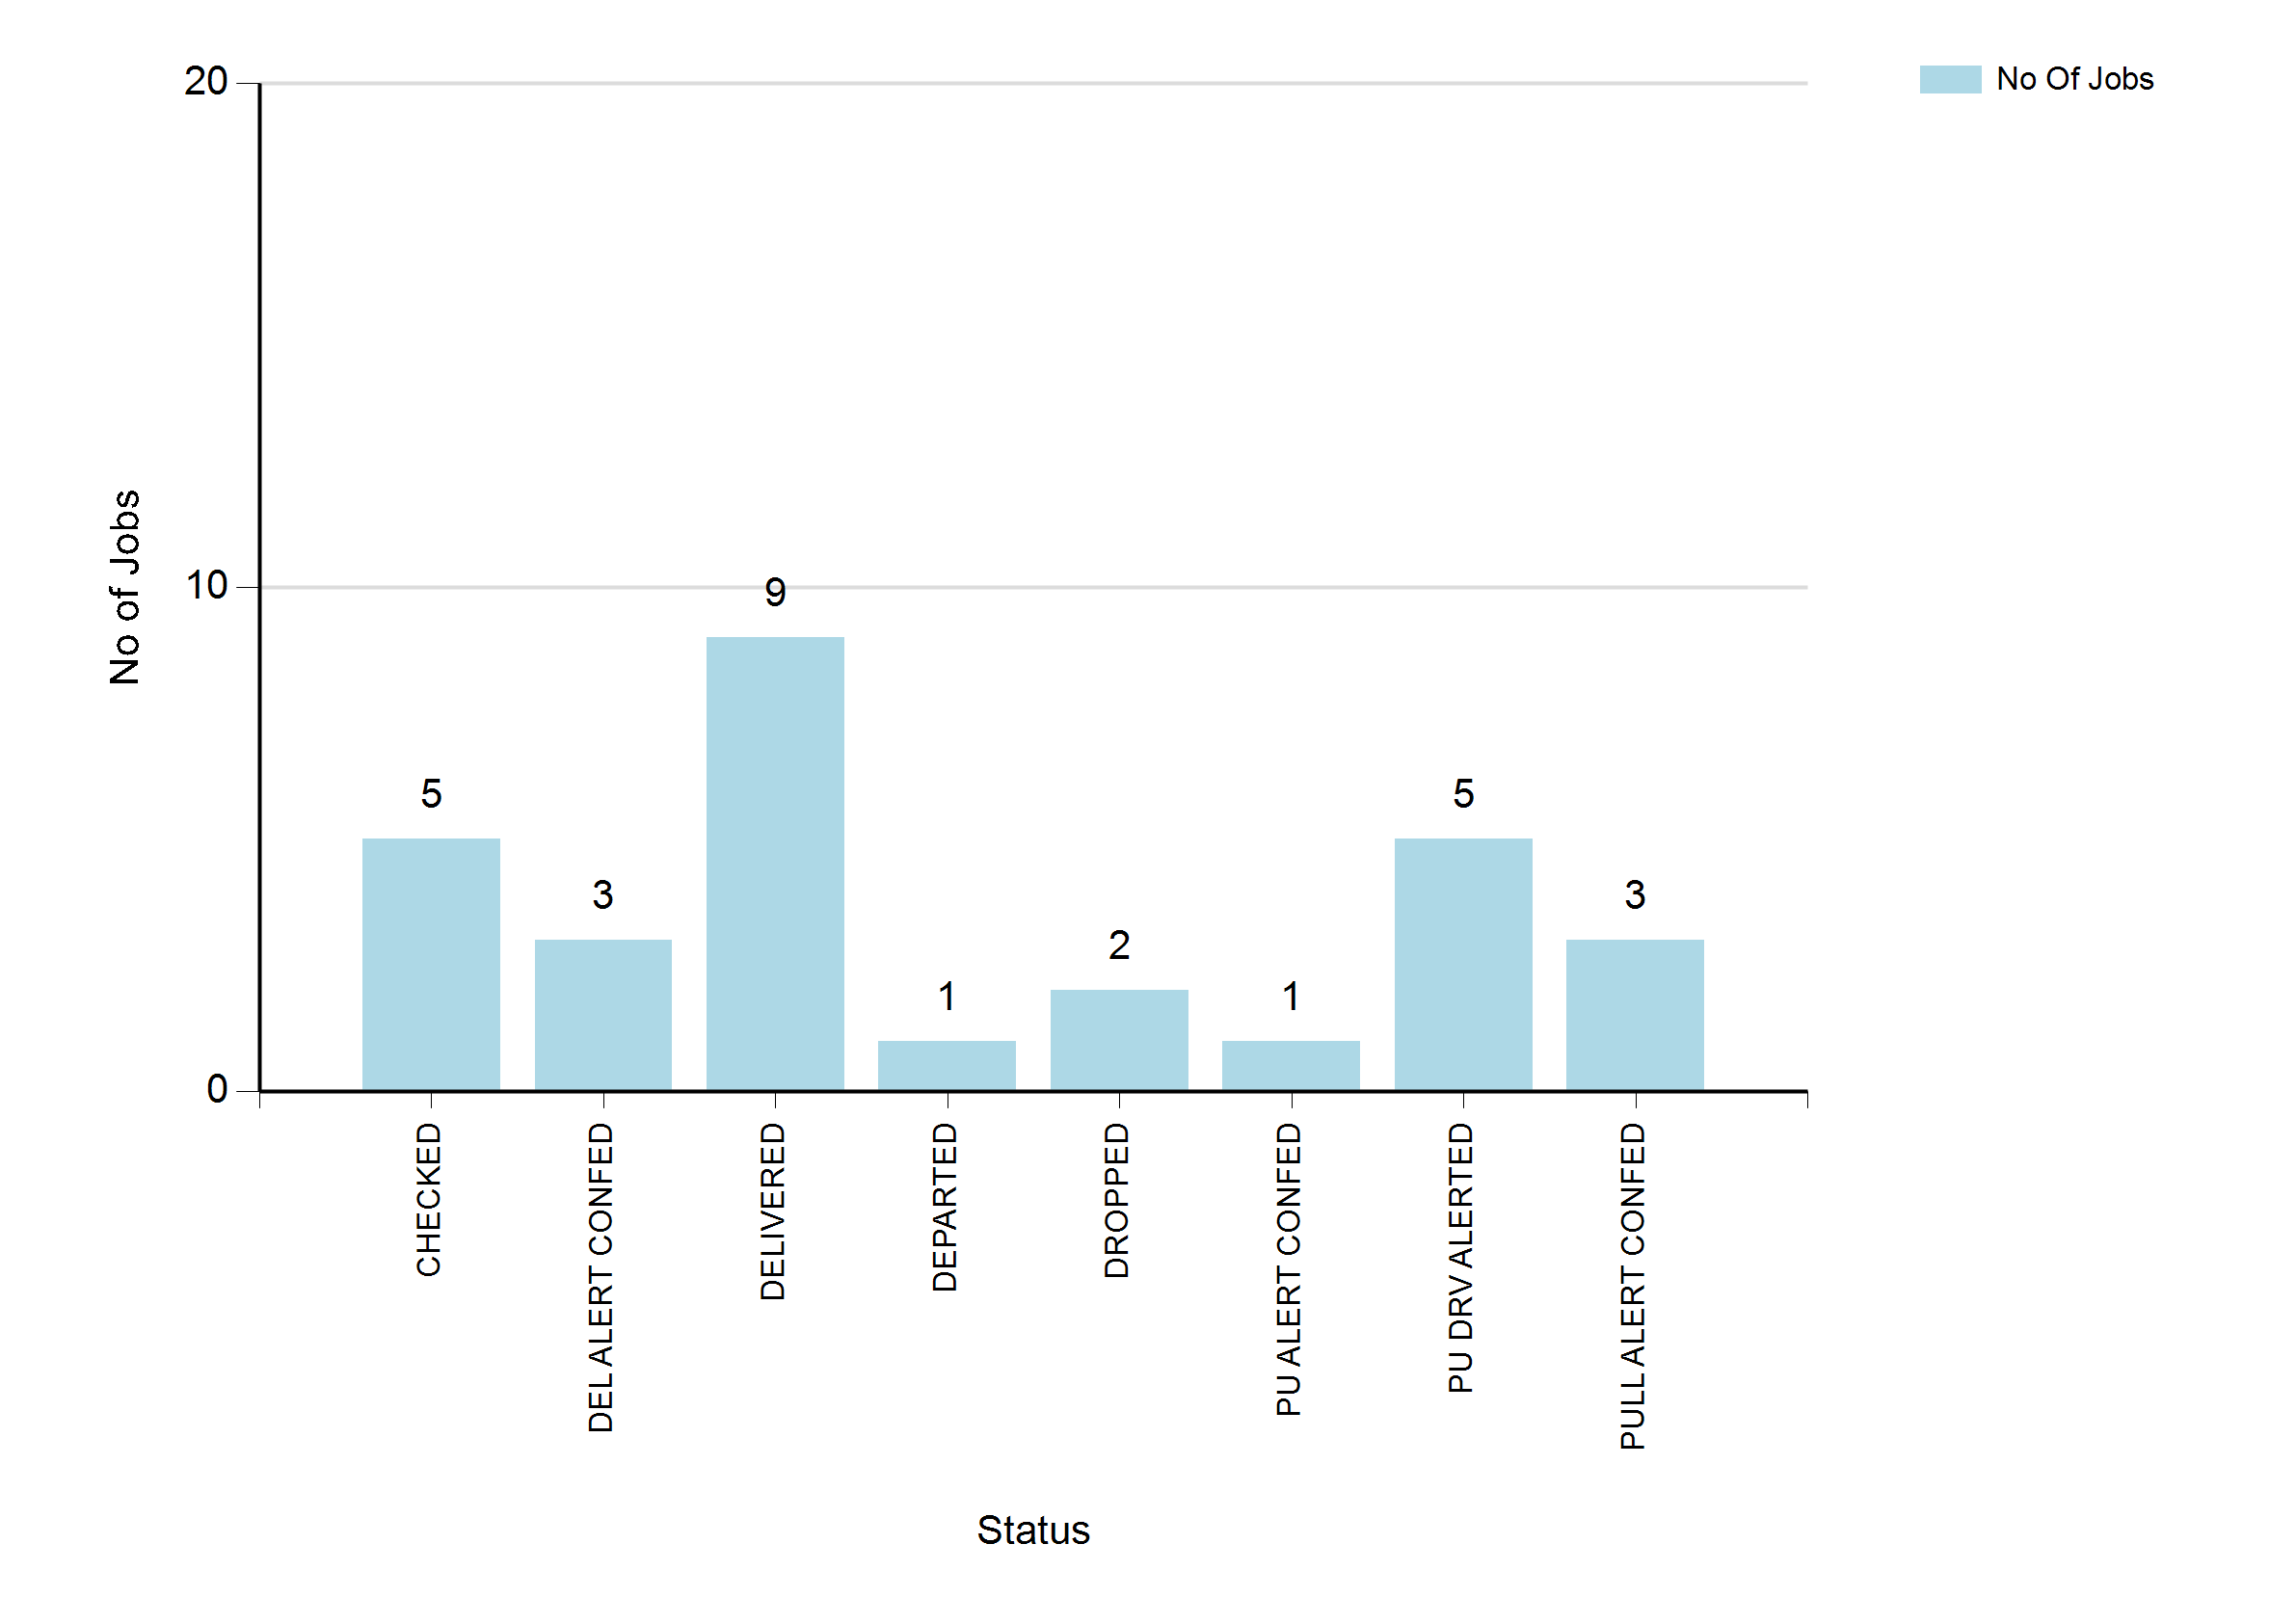 No Of Jobs
20
10
0
No of Jobs
5
3
9
1
2
1
5
3
CHECKED
DEL ALERT CONFED
DELIVERED
DEPARTED
DROPPED
PU ALERT CONFED
PU DRV ALERTED
PULL ALERT CONFED
Status